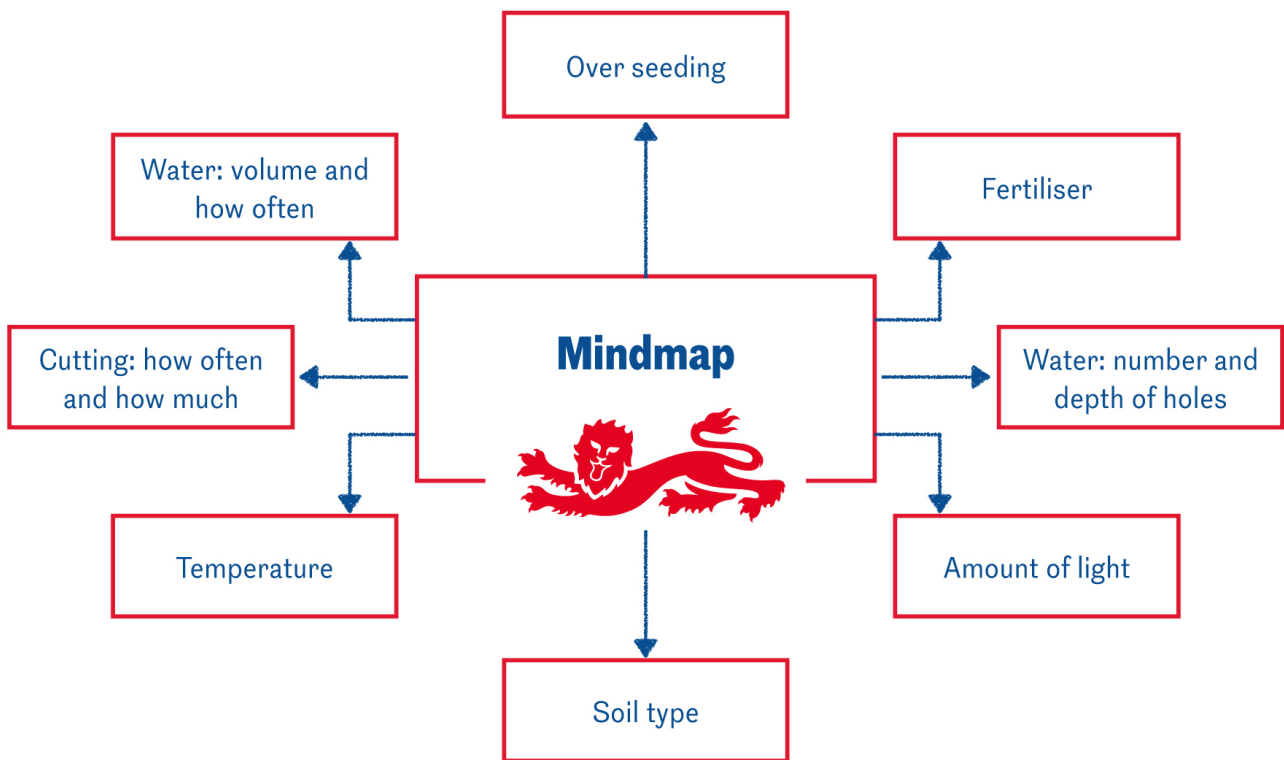 Over seeding
Water: volume and
how often
Fertiliser
Mindmap
Cutting: how often
and how much
Water: number and
depth of holes
Temperature
Amount of light
Soil type